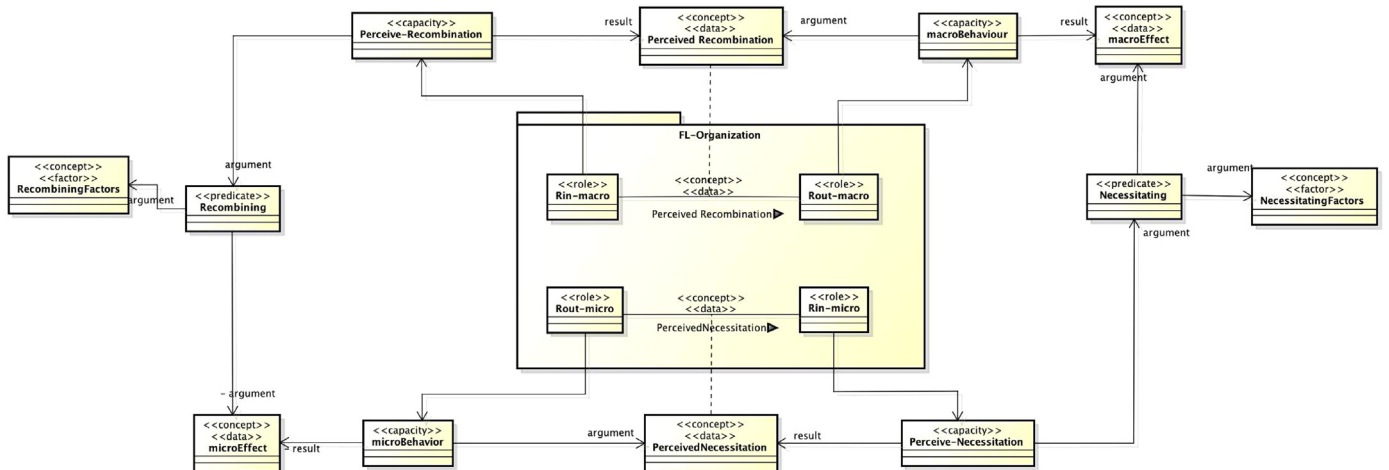 <<capacity>>
Perceive-Recombination
result
<<concept>>
<<data>>
Perceived Recombination
argument
<<capacity>>
macroBehaviour
result
<<concept>>
<<data>>
macroEffect
argument
FL-Organization
<<concept>>
<<factor>>
RecombiningFactors
argument
argument
<<predicate>>
Recombining
<<role>>
Rin-macro
<<concept>>
<<data>>
Perceived Recombination
<<role>>
Rout-macro
<<predicate>>
Necessitating
argument
<<concept>>
<<factor>>
NecessitatingFactors
argument
<<role>>
Rout-micro
<<concept>>
<<data>>
PerceivedNecessitation
<<role>>
Rin-micro
- argument
<<concept>>
<<data>>
microEffect
- result
<<capacity>>
microBehavior
argument
<<concept>>
<<data>>
PerceivedNecessitation
result
<<capacity>>
Perceive-Necessitation